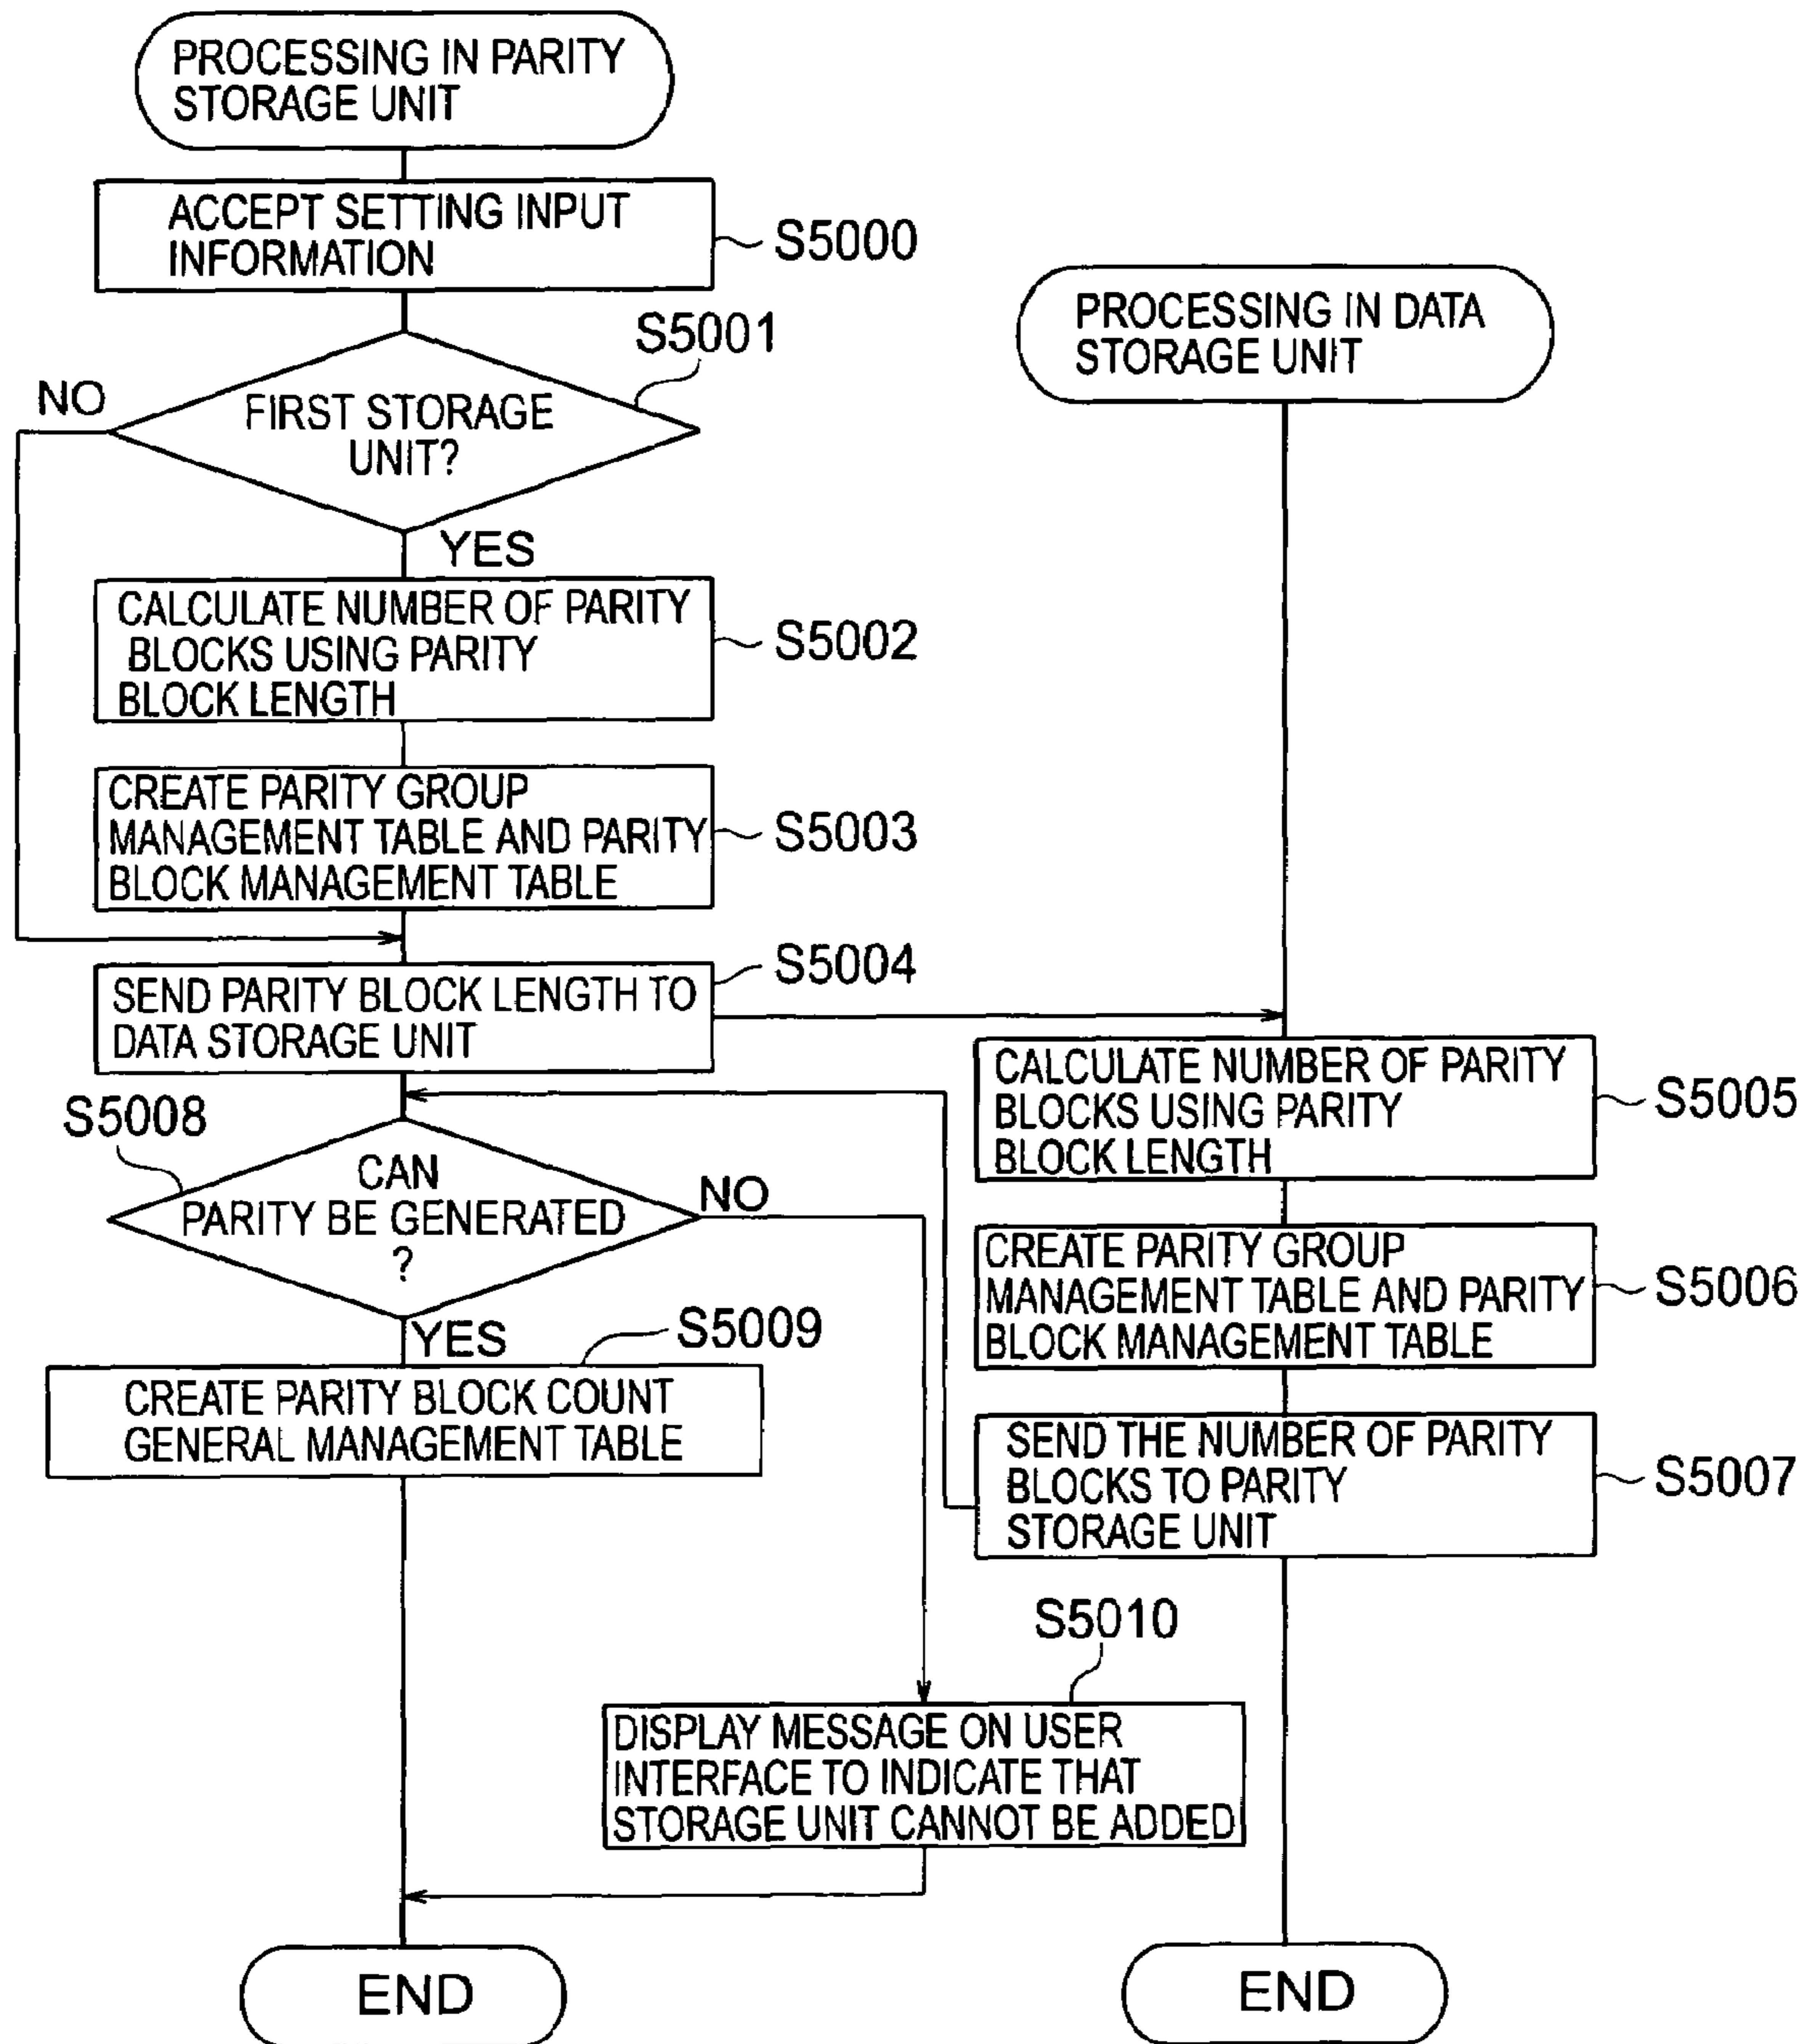 PROCESSING IN PARITY
STORAGE UNIT
ACCEPT SETTING INPUT
INFORMATION
S5000
S5001
NO
FIRST STORAGE
UNIT?
YES
CALCULATE NUMBER OF PARITY
BLOCKS USING PARITY
BLOCK LENGTH
S5002
CREATE PARITY GROUP
MANAGEMENT TABLE AND PARITY
BLOCK MANAGEMENT TABLE
S5003
S5004
SEND PARITY BLOCK LENGTH TO
DATA STORAGE UNIT
S5008
CAN
PARITY BE GENERATED
?
NO
YES
S5009
CREATE PARITY BLOCK COUNT
GENERAL MANAGEMENT TABLE
S5010
DISPLAY MESSAGE ON USER
INTERFACE TO INDICATE THAT
STORAGE UNIT CANNOT BE ADDED
END
PROCESSING IN DATA
STORAGE UNIT
CALCULATE NUMBER OF PARITY
BLOCKS USING PARITY
BLOCK LENGTH
S5005
CREATE PARITY GROUP
MANAGEMENT TABLE AND PARITY
BLOCK MANAGEMENT TABLE
S5006
SEND THE NUMBER OF PARITY
BLOCKS TO PARITY
STORAGE UNIT
S5007
END